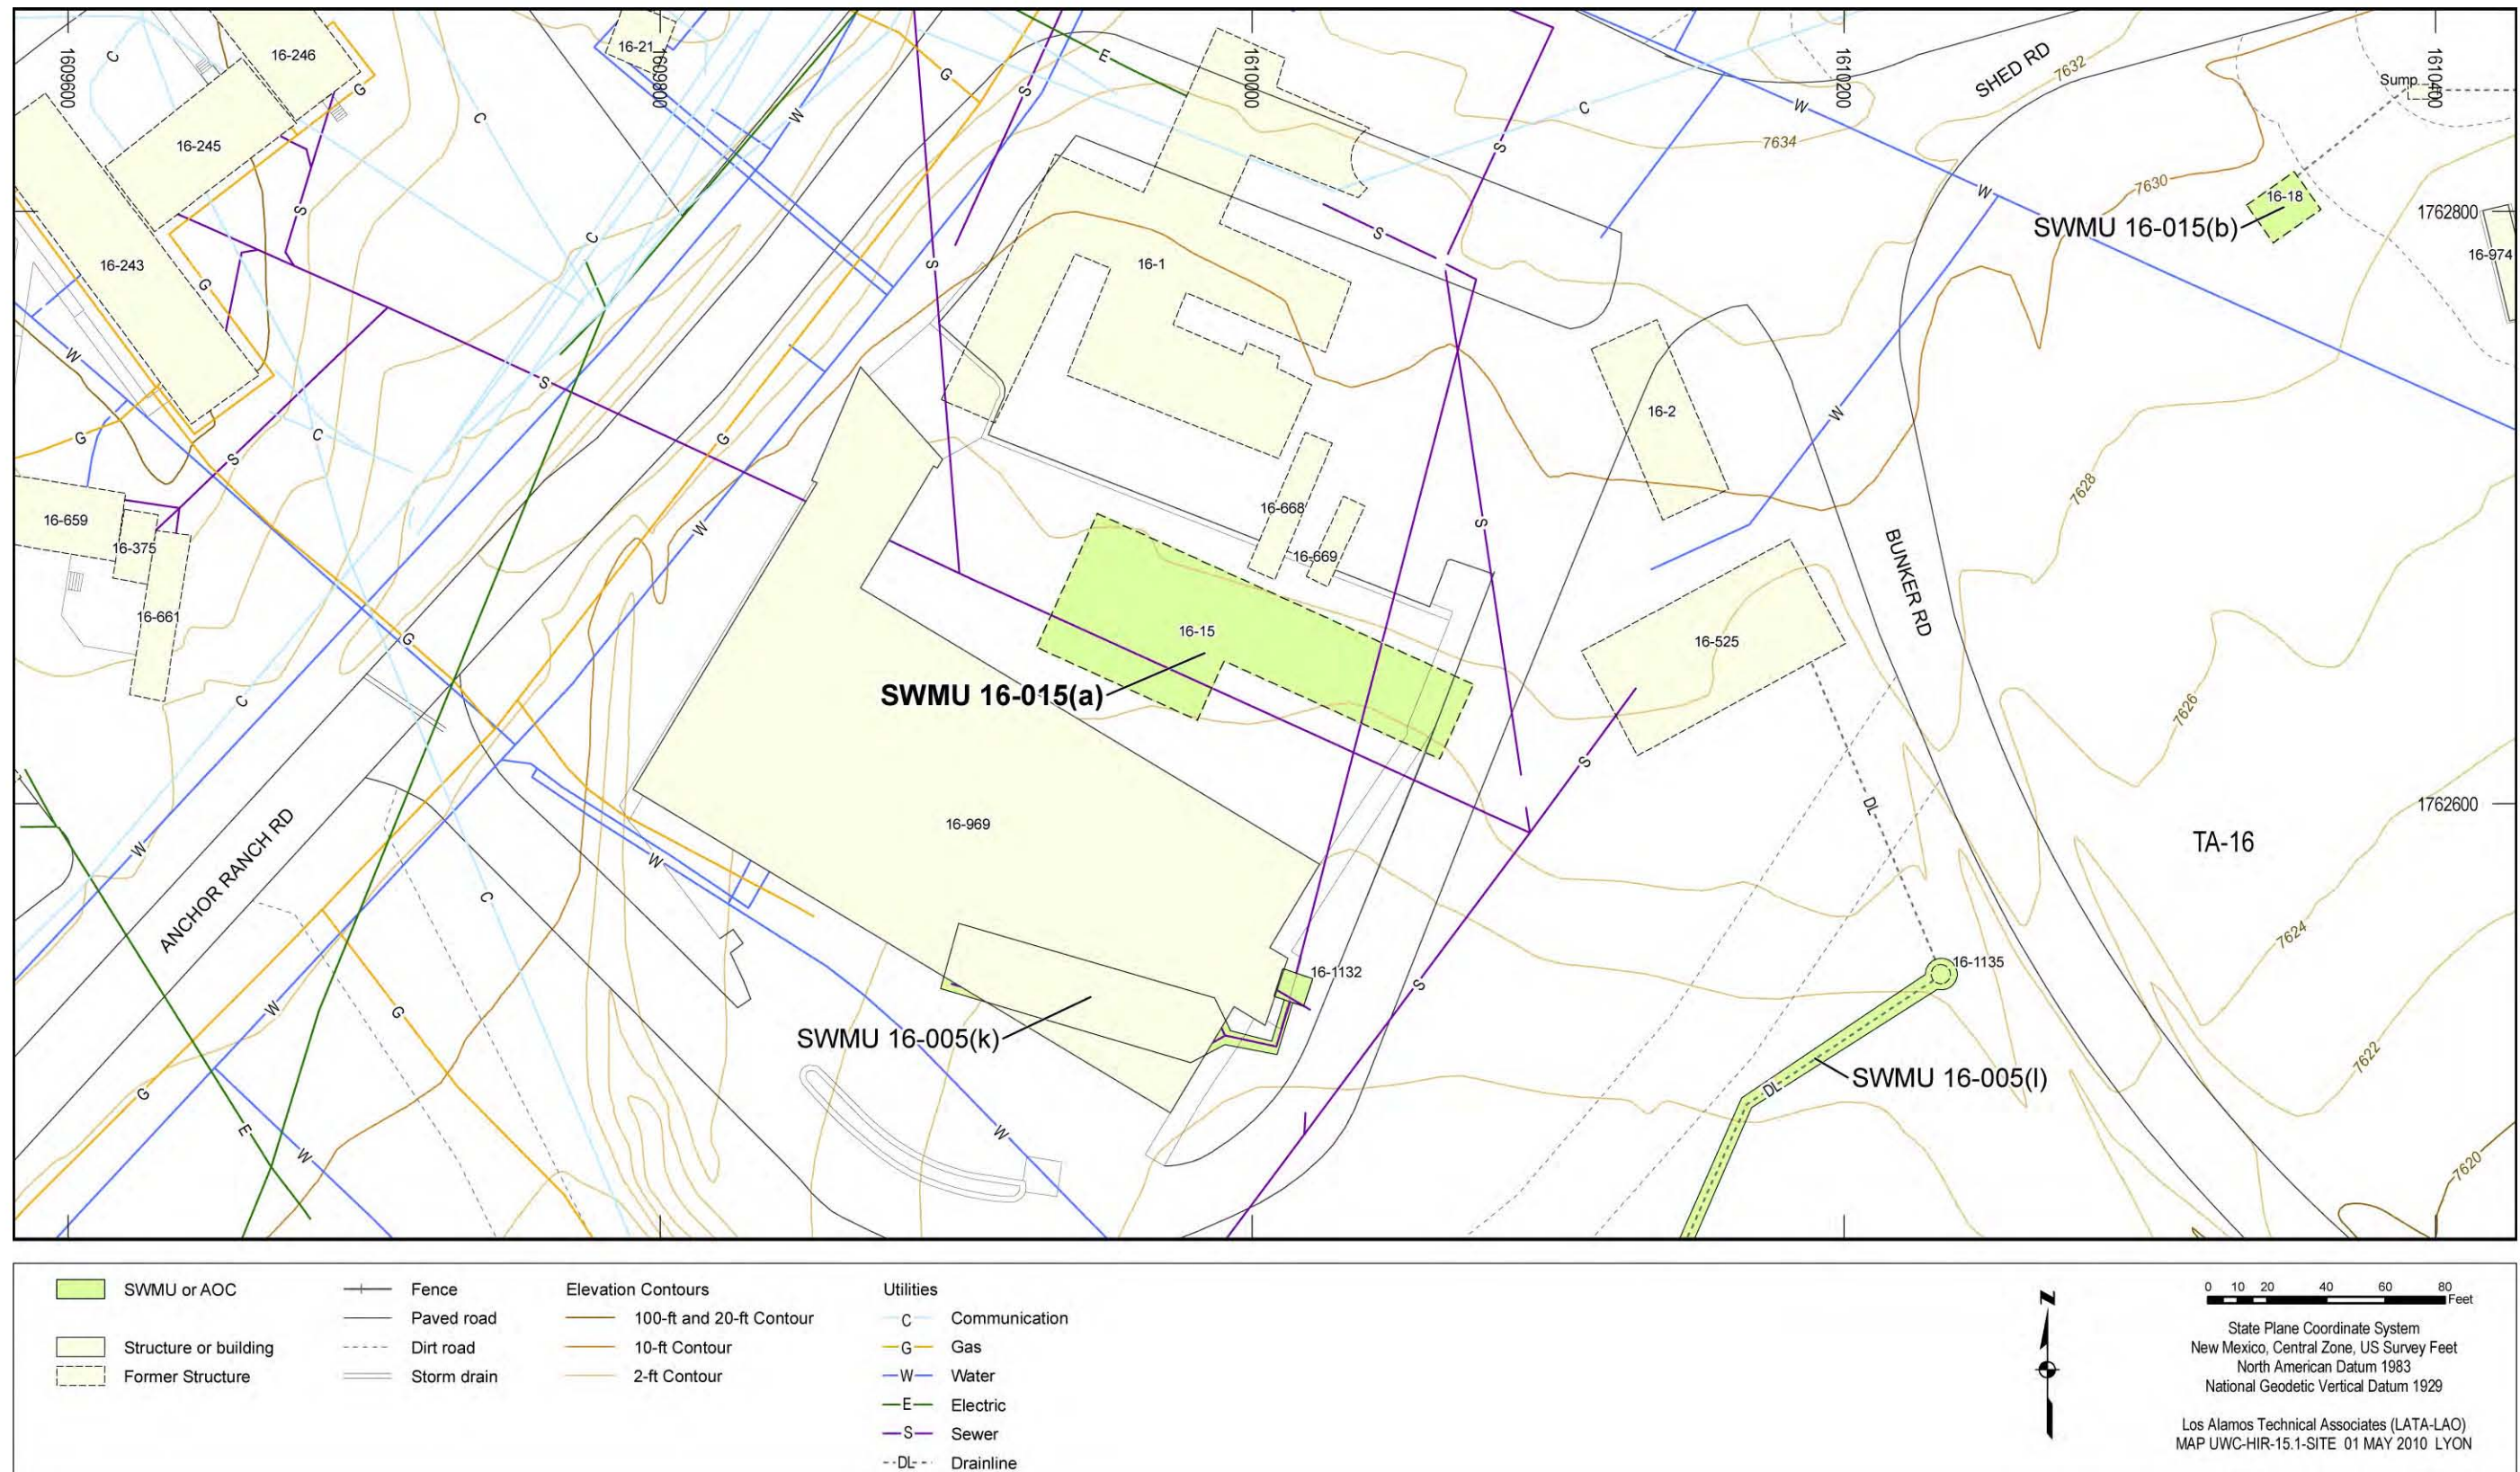 1609600
1609800
1610000
1610200
1610400
16-246
16-21
SHED RD
7632
Sump
16-245
7634
7630
16-18
SWMU 16-015(b)
1762800
16-243
16-1
16-974
16-2
7628
16-659
16-375
16-668
16-669
BUNKER RD
16-661
16-15
16-525
SWMU 16-015(a)
7626
1762600
16-969
TA-16
ANCHOR RANCH RD
7624
16-1132
16-1135
SWMU 16-005(k)
SWMU 16-005(l)
7622
7620
C
C
C
C
C
C
C
C
G
G
G
G
G
G
G
G
W
W
W
W
W
W
W
W
W
W
W
E
E
S
S
S
S
S
S
S
S
S
S
DL
DL
SWMU or AOC
Structure or building
Former Structure
Fence
Paved road
Dirt road
Storm drain
Elevation Contours
100-ft and 20-ft Contour
10-ft Contour
2-ft Contour
Utilities
C Communication
G Gas
W Water
E Electric
S Sewer
DL Drainline
N
0 10 20 40 60 80
Feet
State Plane Coordinate System
New Mexico, Central Zone, US Survey Feet
North American Datum 1983
National Geodetic Vertical Datum 1929
Los Alamos Technical Associates (LATA-LAO)
MAP UWC-HIR-15.1-SITE 01 MAY 2010 LYON